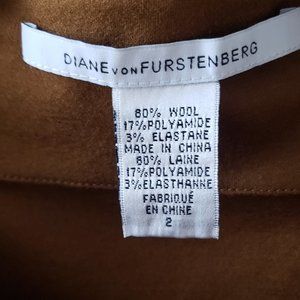 DIANE VON FURSTENBERG
80% WOOL
17%POLYAMIDE
3% ELASTANE
MADE IN CHINA
80% LAINE
17%POLYAMIDE
3%ELASTHANNE
FABRIQUÉ
EN CHINE
2